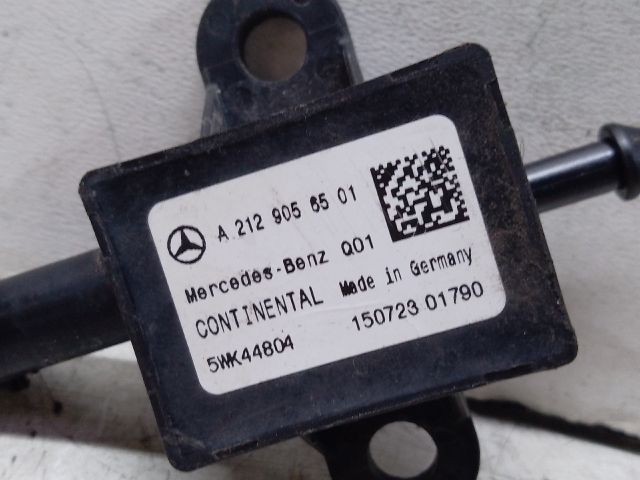 A 212 905 65 01
Mercedes-Benz Q01
CONTINENTAL Made in Germany
5WK44804 150723 01790